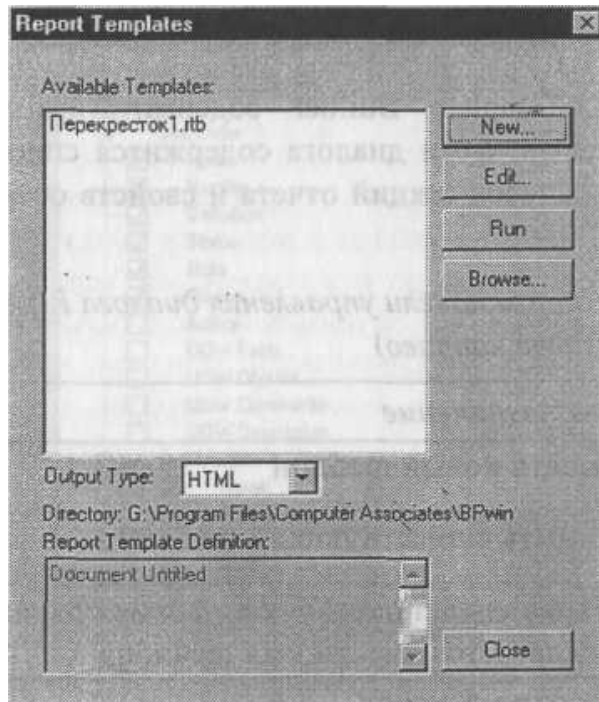 Report Templates
Available Templates:
Перекресток1.rtb
New...
Edit...
Run
Browse...
Output Type: HTML
Directory: G:\Program Files\Computer Associates\BPwin
Report Template Definition:
Document Untitled
Close